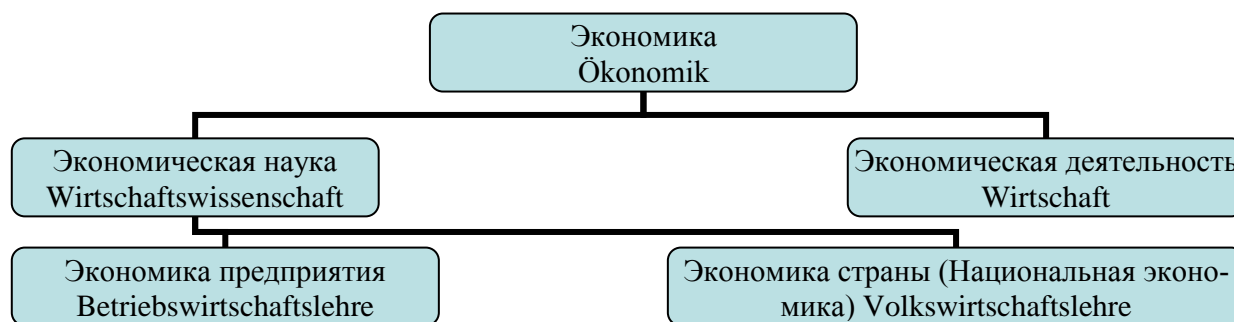 Экономика
Ökonomik
Экономическая наука
Wirtschaftswissenschaft
Экономическая деятельность
Wirtschaft
Экономика предприятия
Betriebswirtschaftslehre
Экономика страны (Национальная эконо-
мика) Volkswirtschaftslehre